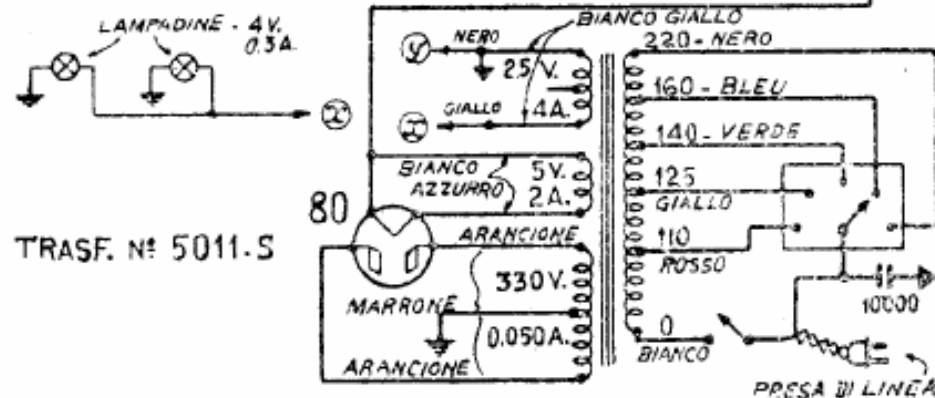 LAMPADINE - 4V.
0.3A.
NERO
BIANCO GIALLO
220-NERO
2.5 V.
160-BLEU
GIALLO
4A.
140-VERDE
BIANCO
AZZURRO
5V.
2A.
125
GIALLO
80
TRASF. Nº 5011.S
ARANCIONE
110
ROSSO
330V.
MARRONE
0.050A.
10000
0
BIANCO
ARANCIONE
PRESA DI LINEA